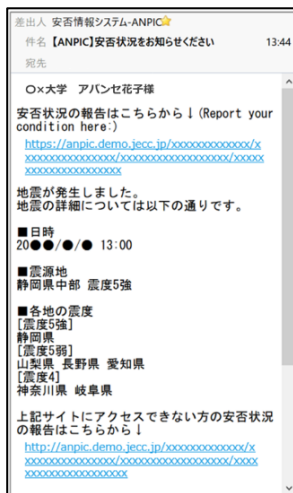 差出人 安否情報システム-ANPIC
件名 【ANPIC】安否状況をお知らせください 13:44
宛先
○×大学 アバンセ花子様
安否状況の報告はこちらから↓(Report your
condition here:)
https://anpic.demo.jecc.jp/xxxxxxxxxxxxx/x
xxxxxxxxxxxxxxx/xxxxxxxxxxxxxxxxxx/xxxxx
xxxxxxxxxxxxxxxxx
地震が発生しました。
地震の詳細については以下の通りです。
■日時
20●●/●/● 13:00
■震源地
静岡県中部 震度5強
■各地の震度
[震度5強]
静岡県
[震度5弱]
山梨県 長野県 愛知県
[震度4]
神奈川県 岐阜県
上記サイトにアクセスできない方の安否状況
の報告はこちらから↓
http://anpic.demo.jecc.jp/xxxxxxxxxxxxx/x
xxxxxxxxxxxxxxx/xxxxxxxxxxxxxxxxxx/xxxx
xxxxxxxxxxxxxxxxxx